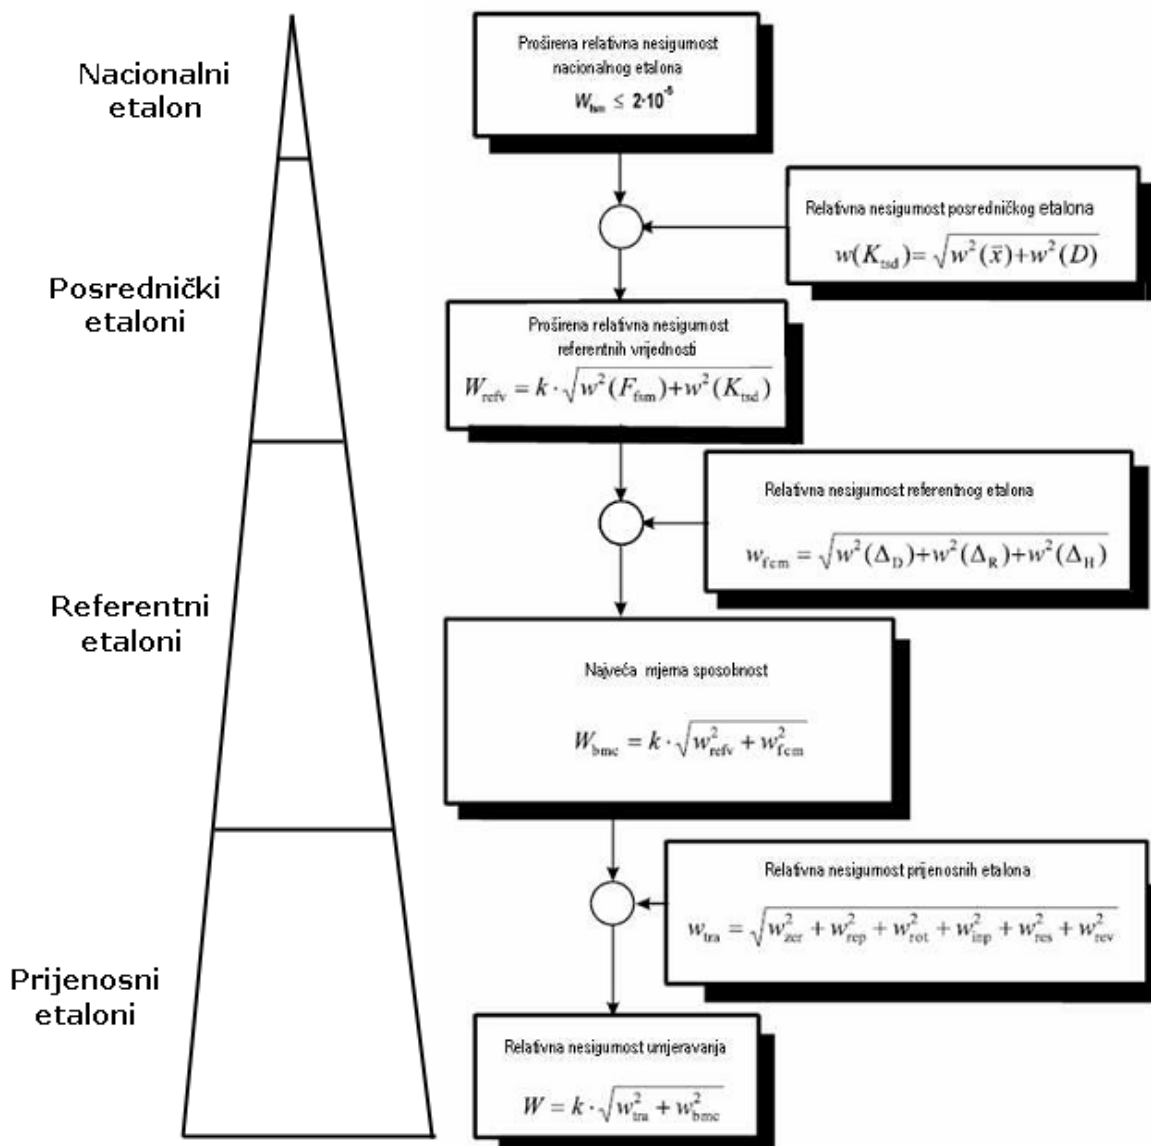 Nacionalni
etalon
Proširena relativna nesigurnost
nacionalnog etalona
W_fsm ≤ 2·10^-5
Relativna nesigurnost posredničkog etalona
w(K_tsd)= √(w²(x̄)+w²(D))
Posrednički
etaloni
Proširena relativna nesigurnost
referentnih vrijednosti
W_refv = k · √(w²(F_fsm)+w²(K_tsd))
Relativna nesigurnost referentnog etalona
w_fcm = √(w²(Δ_D)+w²(Δ_R)+w²(Δ_H))
Referentni
etaloni
Najveća mjerna sposobnost
W_bmc = k · √(w²_refv + w²_fcm)
Relativna nesigurnost prijenosnih etalona
w_tra = √(w²_zer + w²_rep + w²_rot + w²_inp + w²_res + w²_rev)
Prijenosni
etaloni
Relativna nesigurnost umjeravanja
W = k · √(w²_tra + w²_bmc)